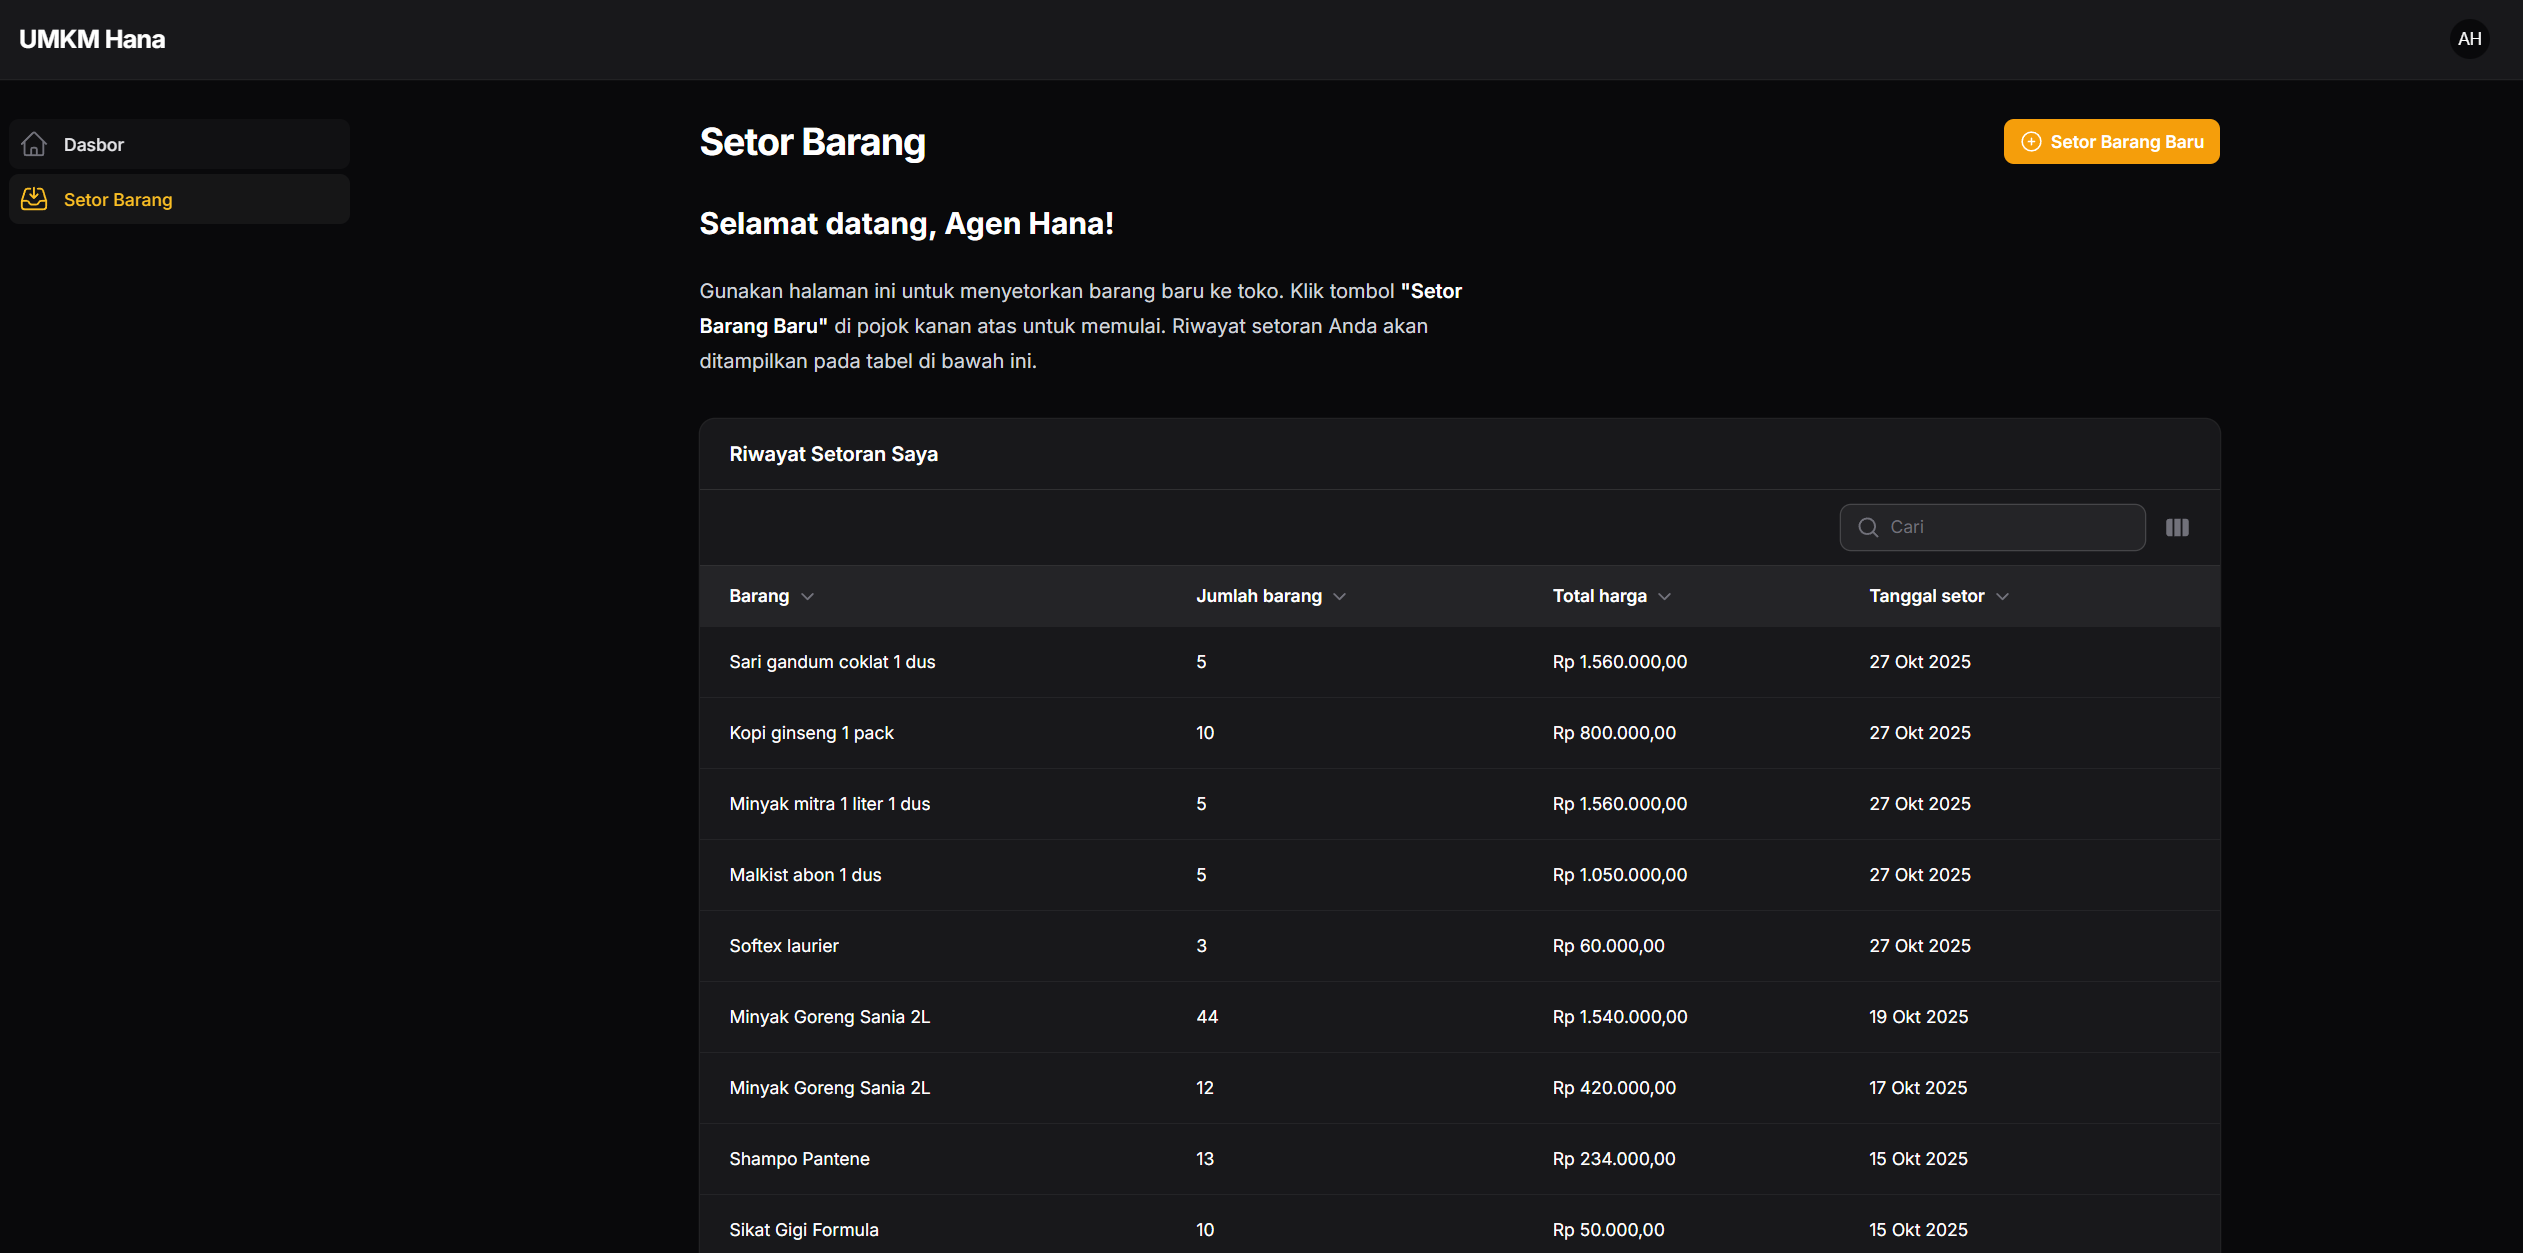 UMKM Hana
AH
Dasbor
Setor Barang
Setor Barang
Setor Barang Baru
Selamat datang, Agen Hana!
Gunakan halaman ini untuk menyetorkan barang baru ke toko. Klik tombol "Setor
Barang Baru" di pojok kanan atas untuk memulai. Riwayat setoran Anda akan
ditampilkan pada tabel di bawah ini.
Riwayat Setoran Saya
Cari
Barang Jumlah barang Total harga Tanggal setor
Sari gandum coklat 1 dus 5 Rp 1.560.000,00 27 Okt 2025
Kopi ginseng 1 pack 10 Rp 800.000,00 27 Okt 2025
Minyak mitra 1 liter 1 dus 5 Rp 1.560.000,00 27 Okt 2025
Malkist abon 1 dus 5 Rp 1.050.000,00 27 Okt 2025
Softex laurier 3 Rp 60.000,00 27 Okt 2025
Minyak Goreng Sania 2L 44 Rp 1.540.000,00 19 Okt 2025
Minyak Goreng Sania 2L 12 Rp 420.000,00 17 Okt 2025
Shampo Pantene 13 Rp 234.000,00 15 Okt 2025
Sikat Gigi Formula 10 Rp 50.000,00 15 Okt 2025